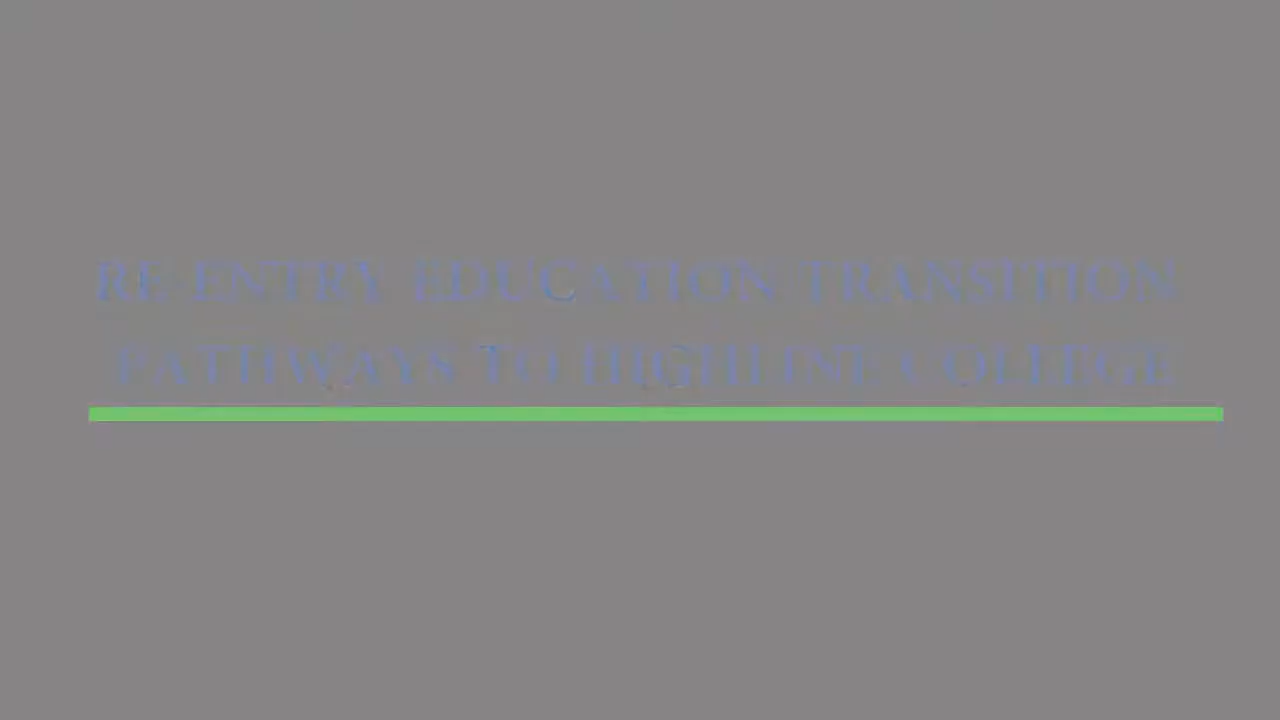 RE-ENTRY EDUCATION TRANSITION
PATHWAYS TO HIGHLINE COLLEGE